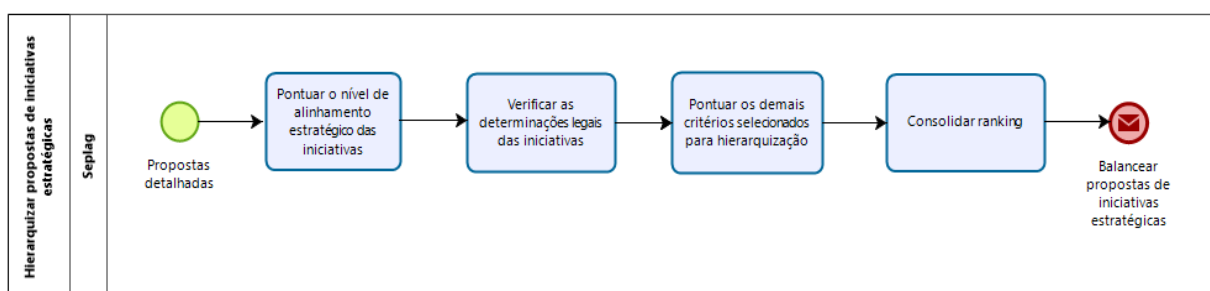 Hierarquizar propostas de iniciativas
estratégicas
Seplag
Propostas
detalhadas
Pontuar o nível de
alinhamento
estratégico das
iniciativas
Verificar as
determinações legais
das iniciativas
Pontuar os demais
critérios selecionados
para hierarquização
Consolidar ranking
Balancear
propostas de
iniciativas
estratégicas